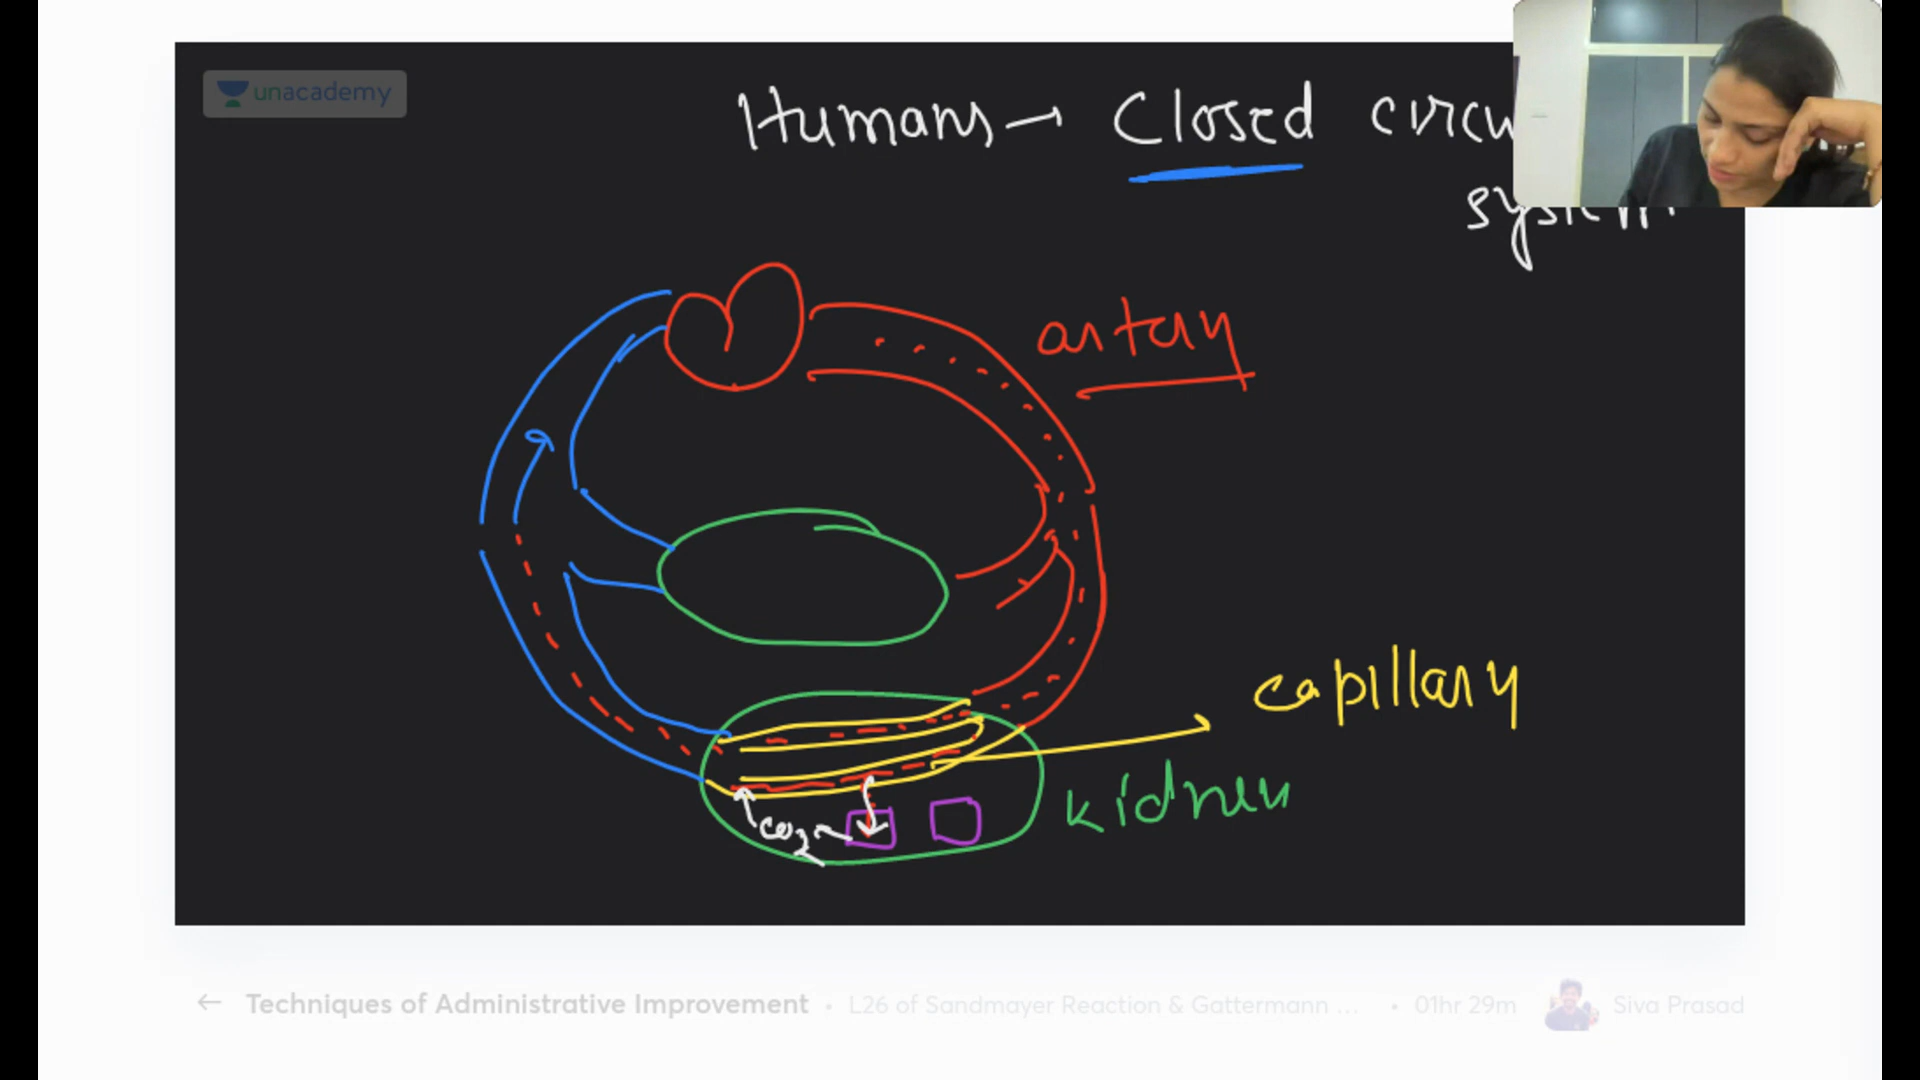 unacademy
Humans → Closed
system
artery
capillary
kidney
co2
Techniques of Administrative Improvement • L26 of Sandmayer Reaction & Gattermann ... • 01hr 29m Siva Prasad